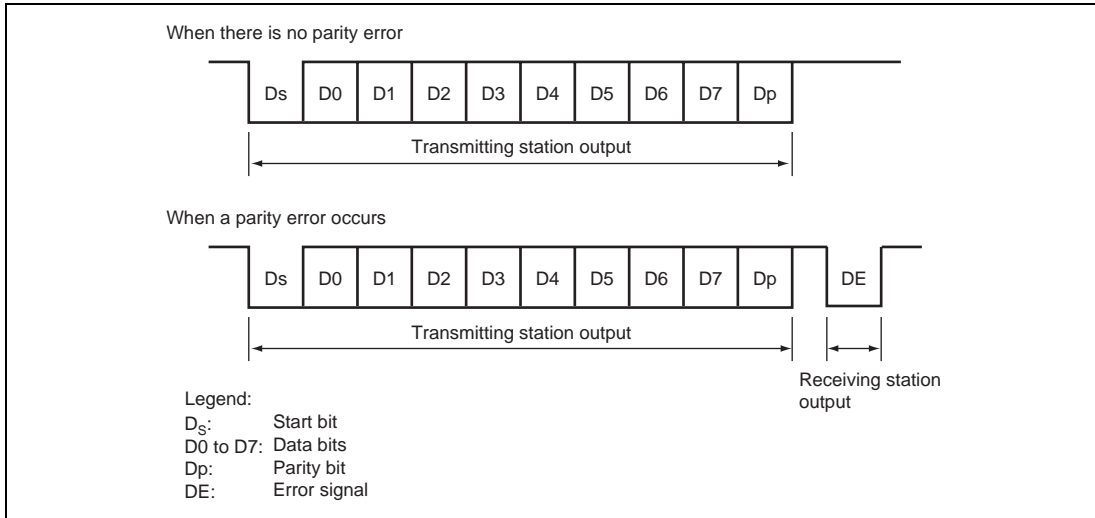 When there is no parity error
Ds D0 D1 D2 D3 D4 D5 D6 D7 Dp
Transmitting station output
When a parity error occurs
Ds D0 D1 D2 D3 D4 D5 D6 D7 Dp DE
Transmitting station output
Receiving station
output
Legend:
DS: Start bit
D0 to D7: Data bits
Dp: Parity bit
DE: Error signal